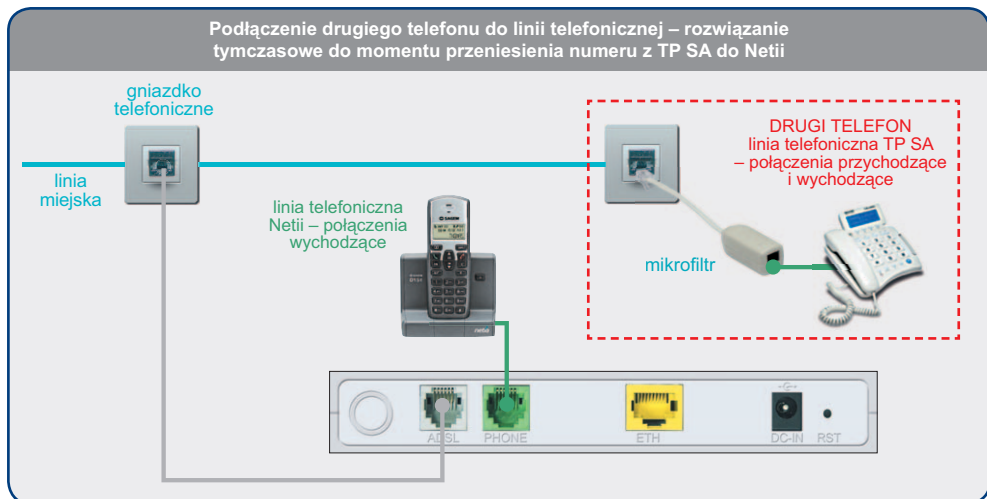 Podłączenie drugiego telefonu do linii telefonicznej – rozwiązanie
tymczasowe do momentu przeniesienia numeru z TP SA do Netii
gniazdko
telefoniczne
linia
miejska
linia telefoniczna
Netii – połączenia
wychodzące
DRUGI TELEFON
linia telefoniczna TP SA
– połączenia przychodzące
i wychodzące
mikrofiltr
netia
ADSL
PHONE
ETH
DC-IN
RST